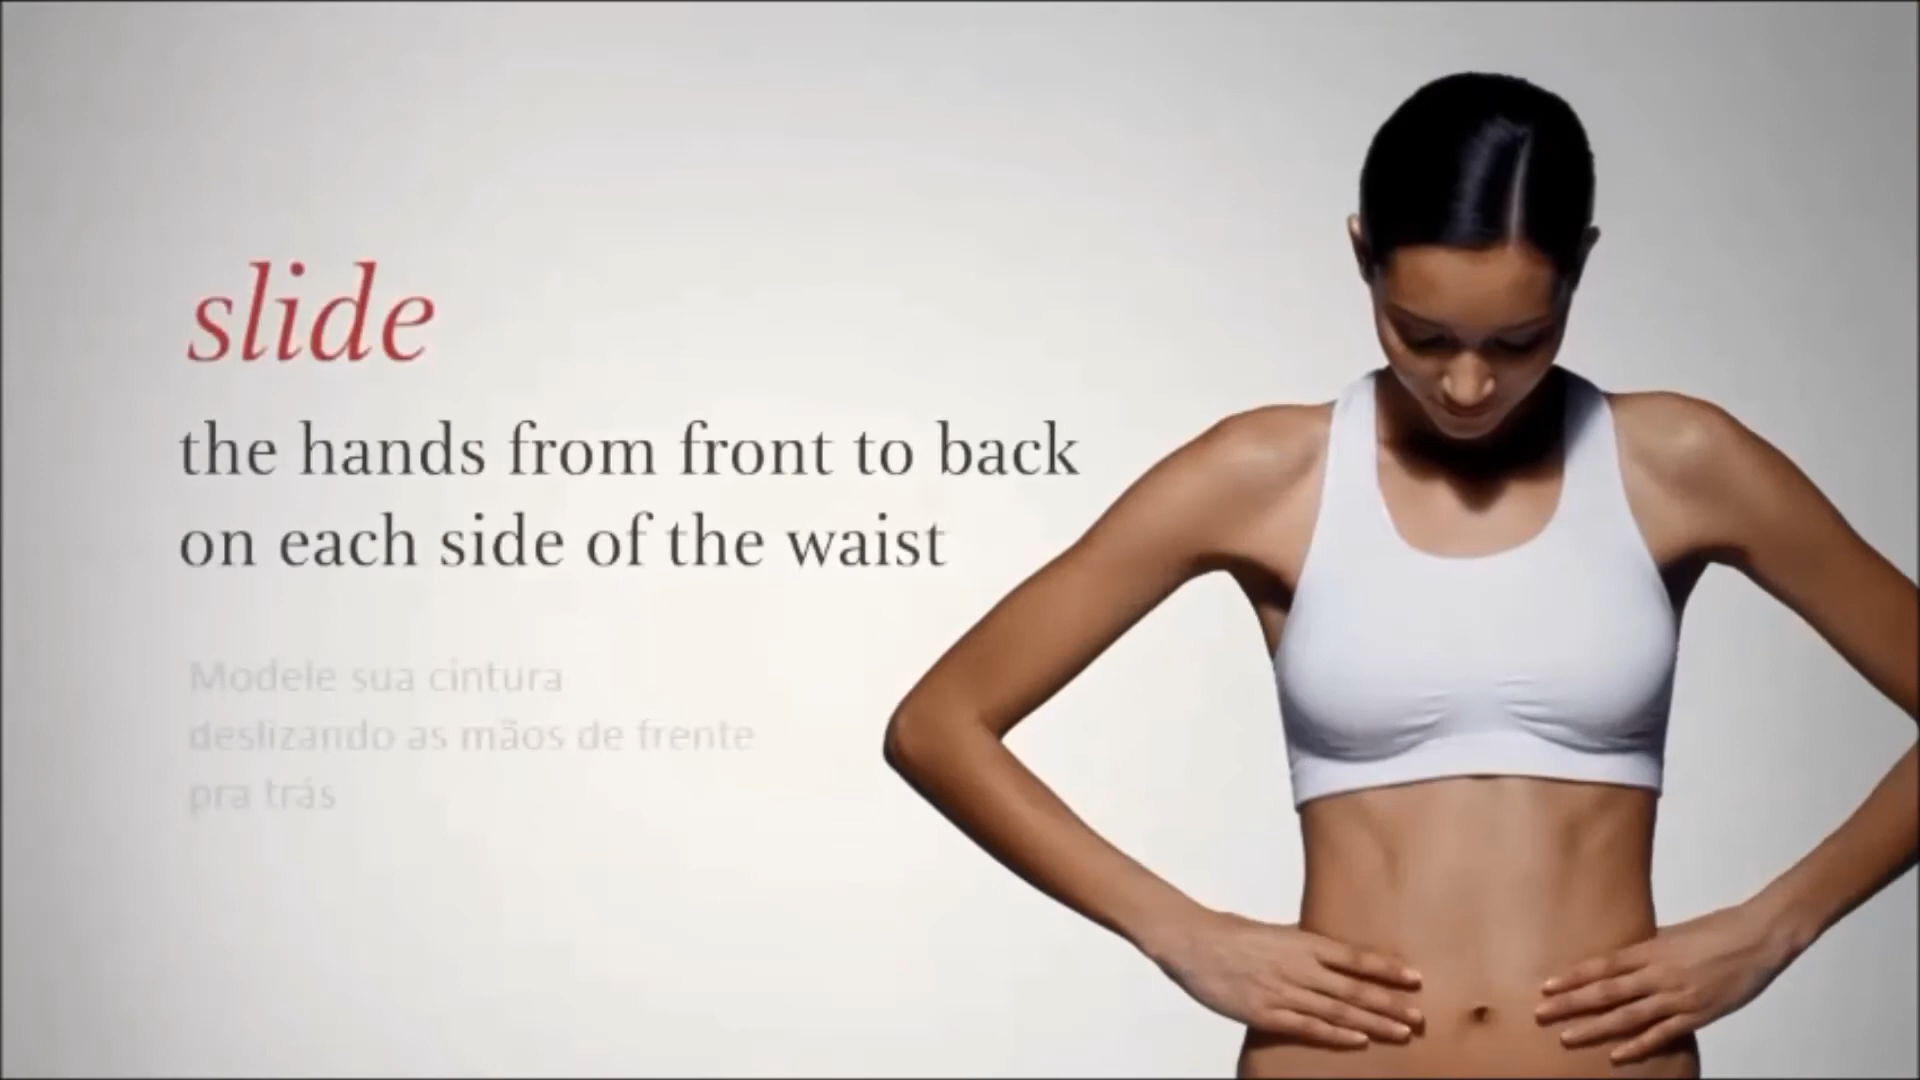 slide
the hands from front to back
on each side of the waist
Modele sua cintura
deslizando as mãos de frente
pra trás